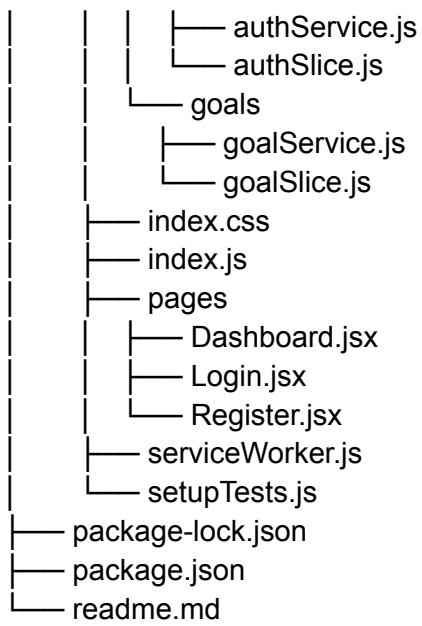 │ │ │ ├── authService.js
│ │ │ └── authSlice.js
│ │ └── goals
│ │ ├── goalService.js
│ │ └── goalSlice.js
│ ├── index.css
│ ├── index.js
│ ├── pages
│ │ ├── Dashboard.jsx
│ │ ├── Login.jsx
│ │ └── Register.jsx
│ ├── serviceWorker.js
│ └── setupTests.js
├── package-lock.json
├── package.json
└── readme.md